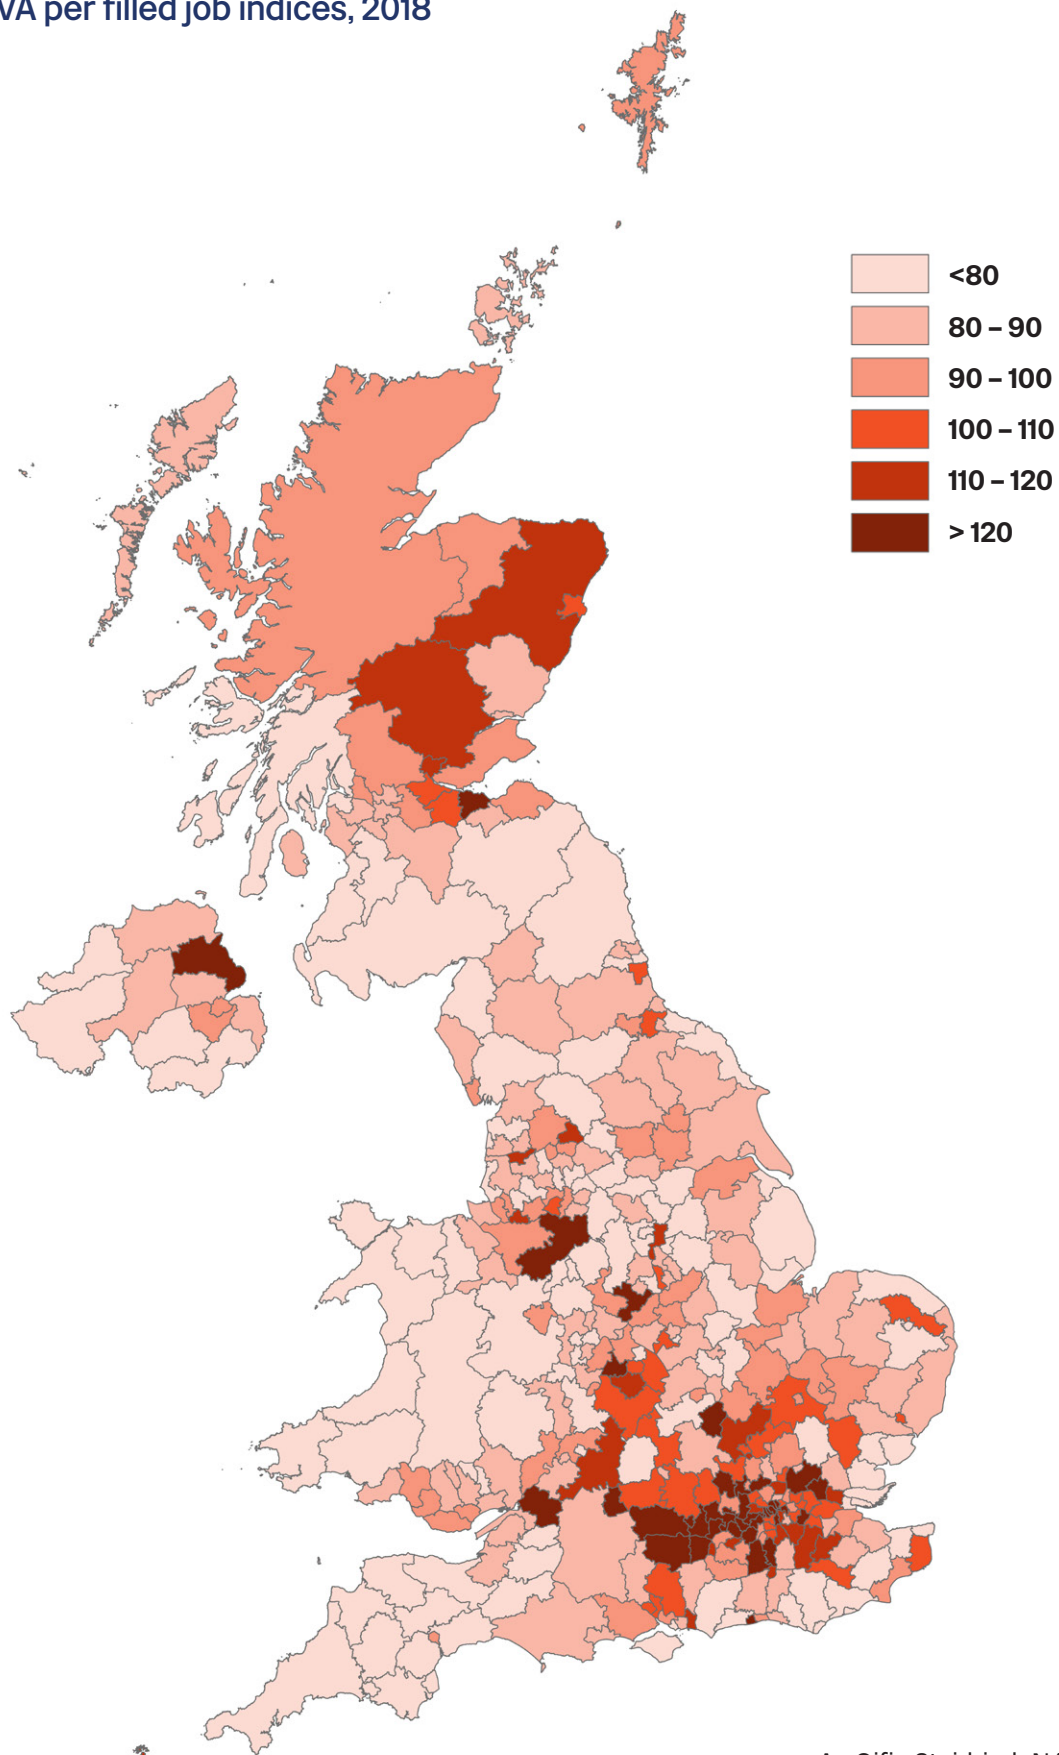 VA per filled job indices, 2018
<80
80 – 90
90 – 100
100 – 110
110 – 120
> 120